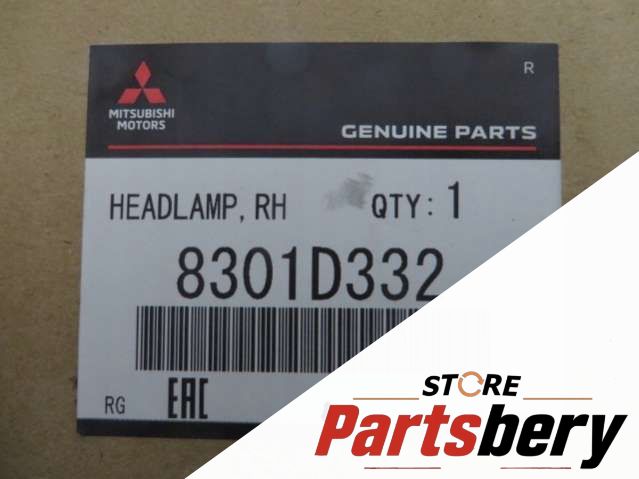 R
MITSUBISHI
MOTORS
GENUINE PARTS
HEADLAMP, RH QTY: 1
8301D332
RG EAC
STORE
Partsbery